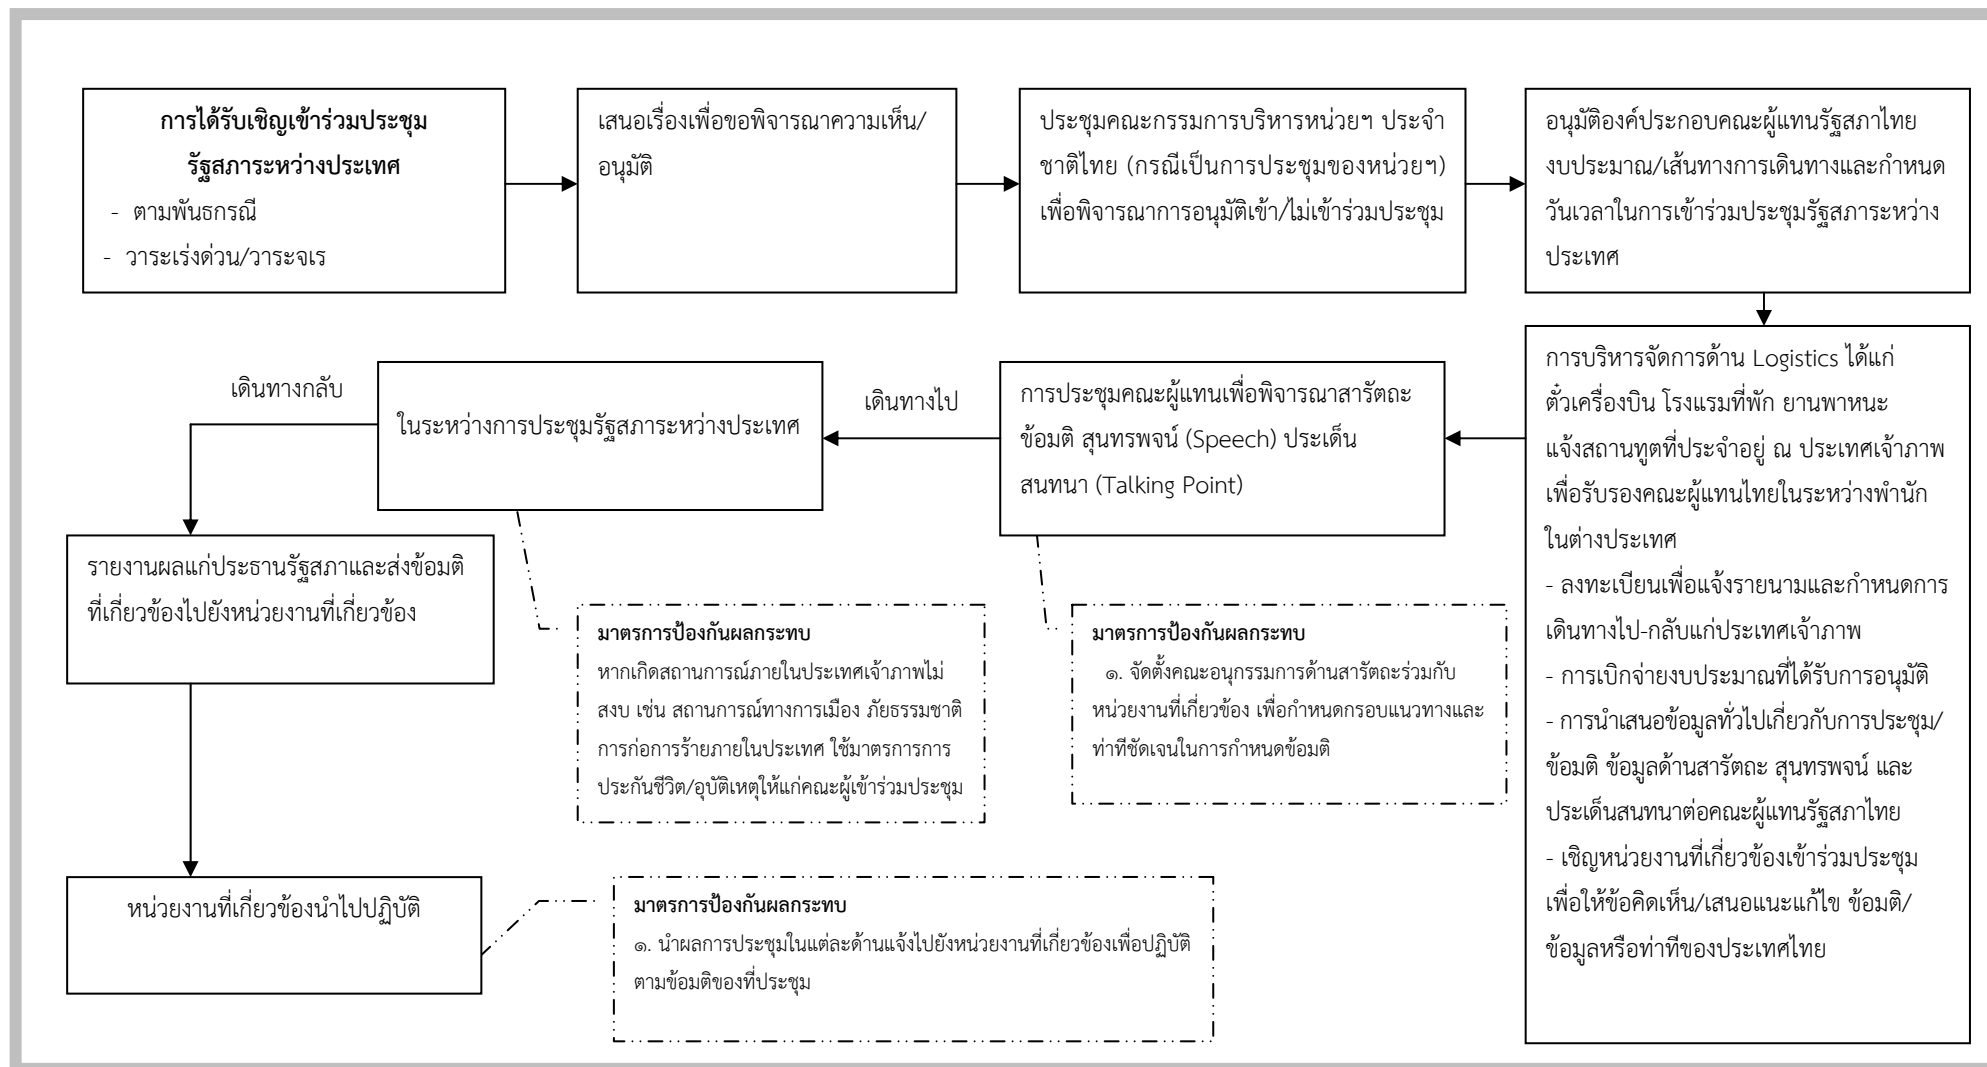 การได้รับเชิญเข้าร่วมประชุม
รัฐสภาระหว่างประเทศ
- ตามพันธกรณี
- วาระเร่งด่วน/วาระจเร
เสนอเรื่องเพื่อขอพิจารณาความเห็น/
อนุมัติ
ประชุมคณะกรรมการบริหารหน่วยฯ ประจำ
ชาติไทย (กรณีเป็นการประชุมของหน่วยฯ)
เพื่อพิจารณาการอนุมัติเข้า/ไม่เข้าร่วมประชุม
อนุมัติองค์ประกอบคณะผู้แทนรัฐสภาไทย
งบประมาณ/เส้นทางการเดินทางและกำหนด
วันเวลาในการเข้าร่วมประชุมรัฐสภาระหว่าง
ประเทศ
การบริหารจัดการด้าน Logistics ได้แก่
ตั๋วเครื่องบิน โรงแรมที่พัก ยานพาหนะ
แจ้งสถานทูตที่ประจำอยู่ ณ ประเทศเจ้าภาพ
เพื่อรับรองคณะผู้แทนไทยในระหว่างพำนัก
ในต่างประเทศ
- ลงทะเบียนเพื่อแจ้งรายนามและกำหนดการ
เดินทางไป-กลับแก่ประเทศเจ้าภาพ
- การเบิกจ่ายงบประมาณที่ได้รับการอนุมัติ
- การนำเสนอข้อมูลทั่วไปเกี่ยวกับการประชุม/
ข้อมติ ข้อมูลด้านสารัตถะ สุนทรพจน์ และ
ประเด็นสนทนาต่อคณะผู้แทนรัฐสภาไทย
- เชิญหน่วยงานที่เกี่ยวข้องเข้าร่วมประชุม
เพื่อให้ข้อคิดเห็น/เสนอแนะแก้ไข ข้อมติ/
ข้อมูลหรือท่าทีของประเทศไทย
การประชุมคณะผู้แทนเพื่อพิจารณาสารัตถะ
ข้อมติ สุนทรพจน์ (Speech) ประเด็น
สนทนา (Talking Point)
เดินทางไป
ในระหว่างการประชุมรัฐสภาระหว่างประเทศ
เดินทางกลับ
รายงานผลแก่ประธานรัฐสภาและส่งข้อมติ
ที่เกี่ยวข้องไปยังหน่วยงานที่เกี่ยวข้อง
มาตรการป้องกันผลกระทบ
หากเกิดสถานการณ์ภายในประเทศเจ้าภาพไม่
สงบ เช่น สถานการณ์ทางการเมือง ภัยธรรมชาติ
การก่อการร้ายภายในประเทศ ใช้มาตรการการ
ประกันชีวิต/อุบัติเหตุให้แก่คณะผู้เข้าร่วมประชุม
มาตรการป้องกันผลกระทบ
๑. จัดตั้งคณะอนุกรรมการด้านสารัตถะร่วมกับ
หน่วยงานที่เกี่ยวข้อง เพื่อกำหนดกรอบแนวทางและ
ท่าทีชัดเจนในการกำหนดข้อมติ
หน่วยงานที่เกี่ยวข้องนำไปปฏิบัติ
มาตรการป้องกันผลกระทบ
๑. นำผลการประชุมในแต่ละด้านแจ้งไปยังหน่วยงานที่เกี่ยวข้องเพื่อปฏิบัติ
ตามข้อมติของที่ประชุม